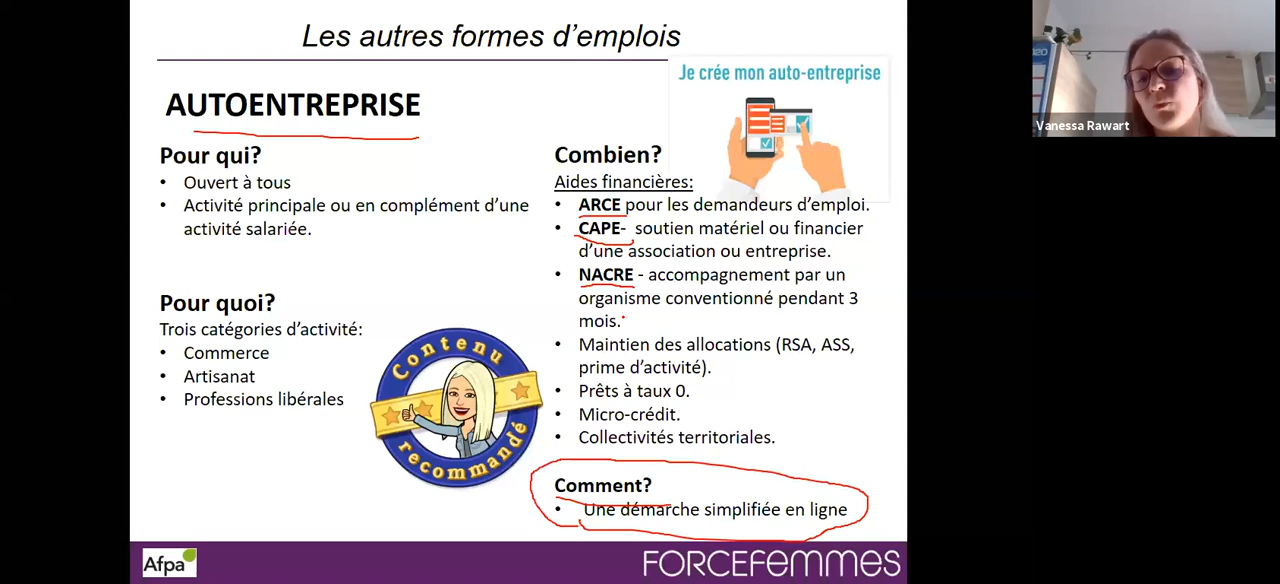 Les autres formes d'emplois
Je crée mon auto-entreprise
AUTOENTREPRISE
Pour qui?
• Ouvert à tous
• Activité principale ou en complément d'une
activité salariée.
Pour quoi?
Trois catégories d'activité:
• Commerce
• Artisanat
• Professions libérales
Contenu
recommandé
Combien?
Aides financières:
• ARCE pour les demandeurs d'emploi.
• CAPE- soutien matériel ou financier
d'une association ou entreprise.
• NACRE - accompagnement par un
organisme conventionné pendant 3
mois.
• Maintien des allocations (RSA, ASS,
prime d'activité).
• Prêts à taux 0.
• Micro-crédit.
• Collectivités territoriales.
Comment?
• Une démarche simplifiée en ligne
Afpa
FORCEFEMMES
Vanessa Rawart